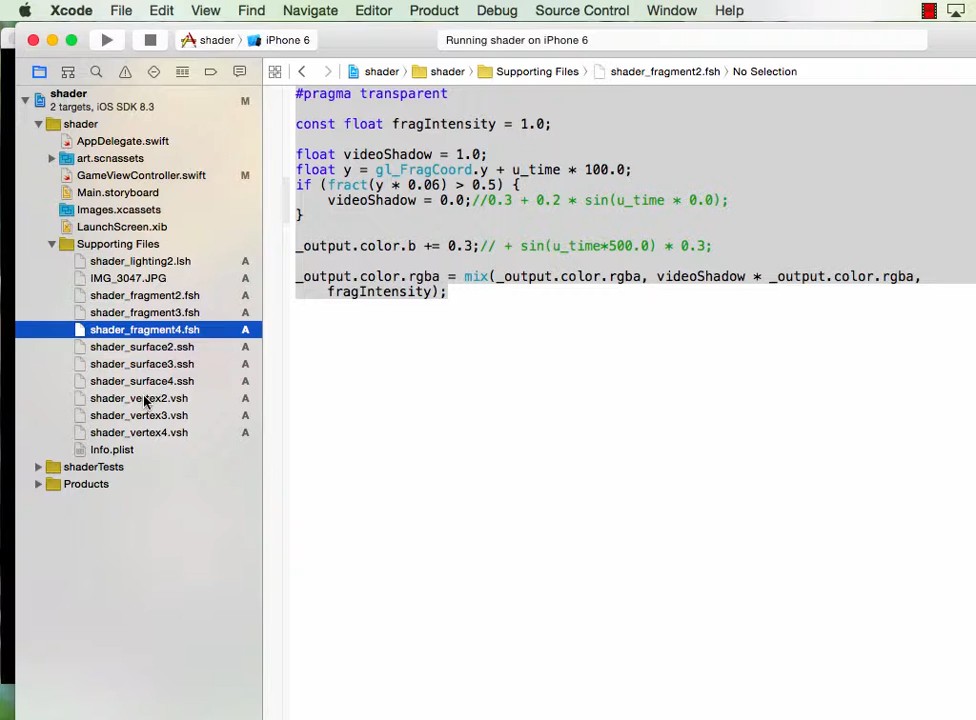 Xcode File Edit View Find Navigate Editor Product Debug Source Control Window Help
shader iPhone 6 Running shader on iPhone 6
shader shader Supporting Files shader_fragment2.fsh No Selection
shader
2 targets, iOS SDK 8.3 M
shader
AppDelegate.swift
art.scnassets
GameViewController.swift M
Main.storyboard
Images.xcassets
LaunchScreen.xib
Supporting Files
shader_lighting2.lsh A
IMG_3047.JPG A
shader_fragment2.fsh A
shader_fragment3.fsh A
shader_fragment4.fsh A
shader_surface2.ssh A
shader_surface3.ssh A
shader_surface4.ssh A
shader_vertex2.vsh A
shader_vertex3.vsh A
shader_vertex4.vsh A
Info.plist
shaderTests
Products
#pragma transparent
const float fragIntensity = 1.0;
float videoShadow = 1.0;
float y = gl_FragCoord.y + u_time * 100.0;
if (fract(y * 0.06) > 0.5) {
videoShadow = 0.0;//0.3 + 0.2 * sin(u_time * 0.0);
}
_output.color.b += 0.3;// + sin(u_time*500.0) * 0.3;
_output.color.rgba = mix(_output.color.rgba, videoShadow * _output.color.rgba,
fragIntensity);